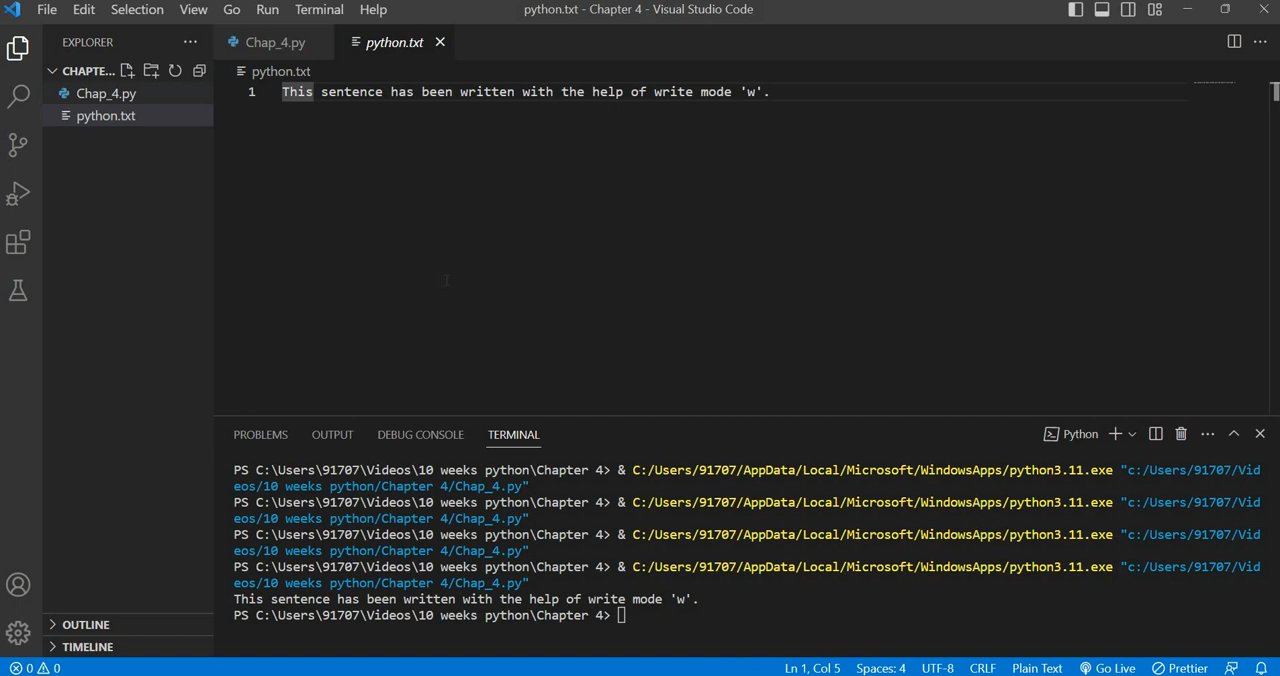 File Edit Selection View Go Run Terminal Help python.txt - Chapter 4 - Visual Studio Code
EXPLORER
CHAPTE...
Chap_4.py
python.txt
OUTLINE
TIMELINE
Chap_4.py python.txt
python.txt
1 This sentence has been written with the help of write mode 'w'.
PROBLEMS OUTPUT DEBUG CONSOLE TERMINAL Python
PS C:\Users\91707\Videos\10 weeks python\Chapter 4> & C:/Users/91707/AppData/Local/Microsoft/WindowsApps/python3.11.exe "c:/Users/91707/Vid
eos/10 weeks python/Chapter 4/Chap_4.py"
PS C:\Users\91707\Videos\10 weeks python\Chapter 4> & C:/Users/91707/AppData/Local/Microsoft/WindowsApps/python3.11.exe "c:/Users/91707/Vid
eos/10 weeks python/Chapter 4/Chap_4.py"
PS C:\Users\91707\Videos\10 weeks python\Chapter 4> & C:/Users/91707/AppData/Local/Microsoft/WindowsApps/python3.11.exe "c:/Users/91707/Vid
eos/10 weeks python/Chapter 4/Chap_4.py"
PS C:\Users\91707\Videos\10 weeks python\Chapter 4> & C:/Users/91707/AppData/Local/Microsoft/WindowsApps/python3.11.exe "c:/Users/91707/Vid
eos/10 weeks python/Chapter 4/Chap_4.py"
This sentence has been written with the help of write mode 'w'.
PS C:\Users\91707\Videos\10 weeks python\Chapter 4>
0 0 Ln 1, Col 5 Spaces: 4 UTF-8 CRLF Plain Text Go Live Prettier